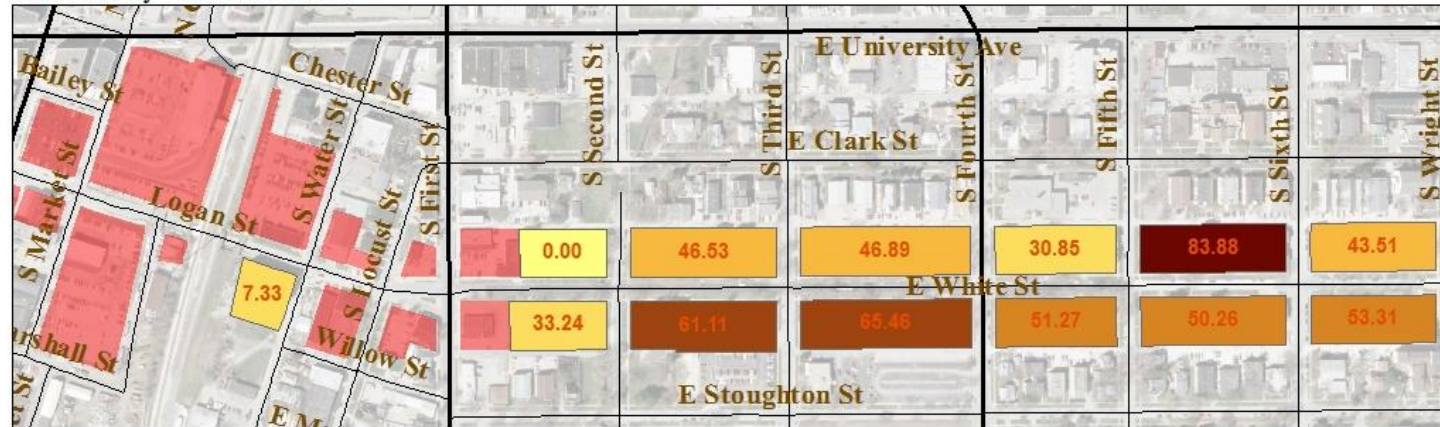 E University Ave
Bailey St
Chester St
S Second St
S Third St
S Fourth St
S Fifth St
S Sixth St
S Wright St
E Clark St
S Market St
Logan St
S Water St
S Locust St
S First St
0.00
46.53
46.89
30.85
83.88
43.51
E White St
7.33
33.24
61.11
65.46
51.27
50.26
53.31
Willow St
E Stoughton St